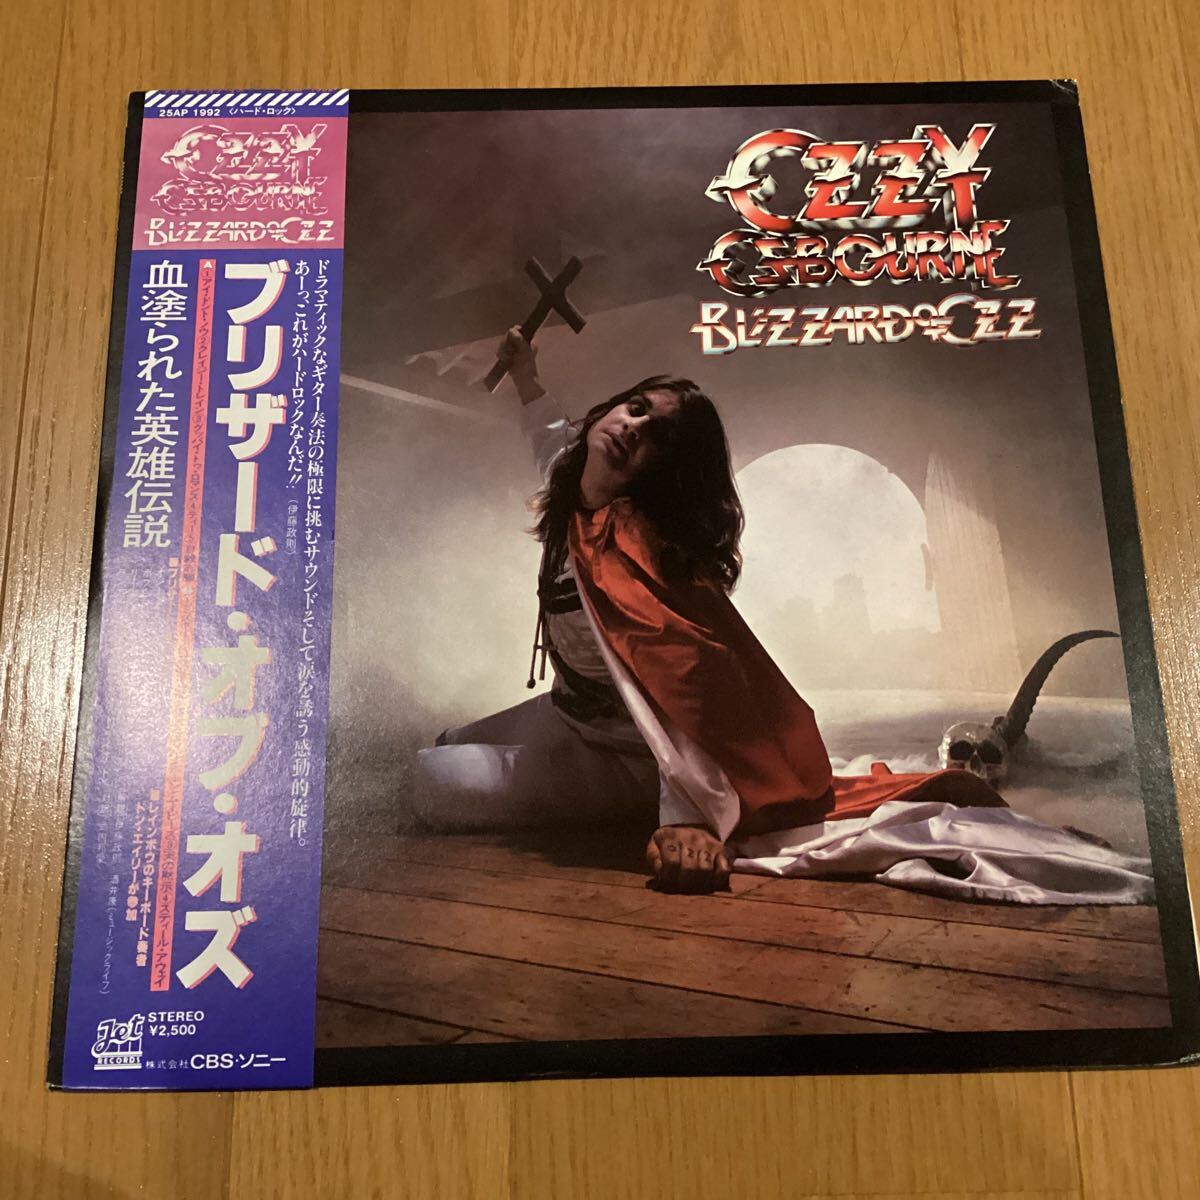 25AP 1992 〈ハード・ロック〉
OZZY
OSBOURNE
BLIZZARD OF OZZ
ドラマティックなギター奏法の極限に挑むサウンドそして涙を誘う感動的旋律。
あーっこれがハードロックなんだ!! (伊藤政則)
ブリザード・オブ・オズ
血塗られた英雄伝説
■レインボウのキーボード奏者
ドン・エイリーが参加
酒井康(ミュージックライフ)
Jet
RECORDS
STEREO
¥2,500
株式会社 CBS・ソニー
OZZY
OSBOURNE
BLIZZARD OF OZZ
OZZY